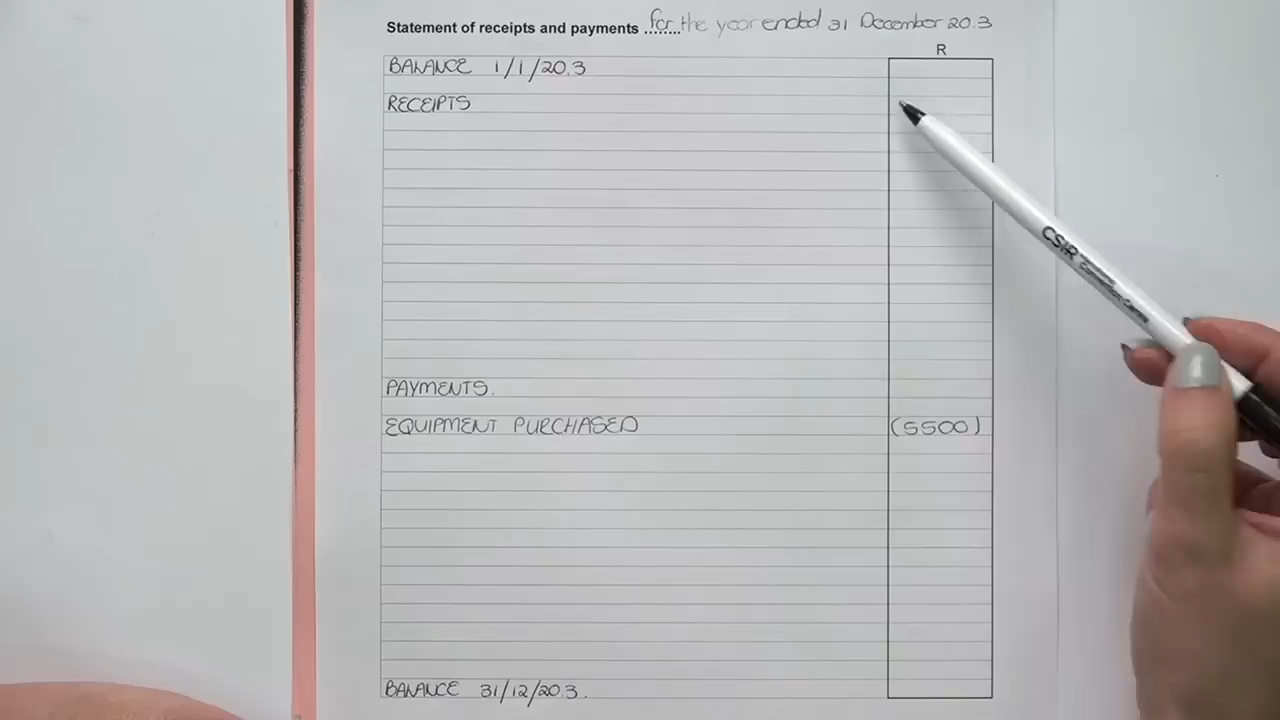 Statement of receipts and payments ........for the year ended 31 December 20.3
R
BALANCE 1/1/20.3
RECEIPTS
PAYMENTS.
EQUIPMENT PURCHASED (5500)
BALANCE 31/12/20.3.
CSIR